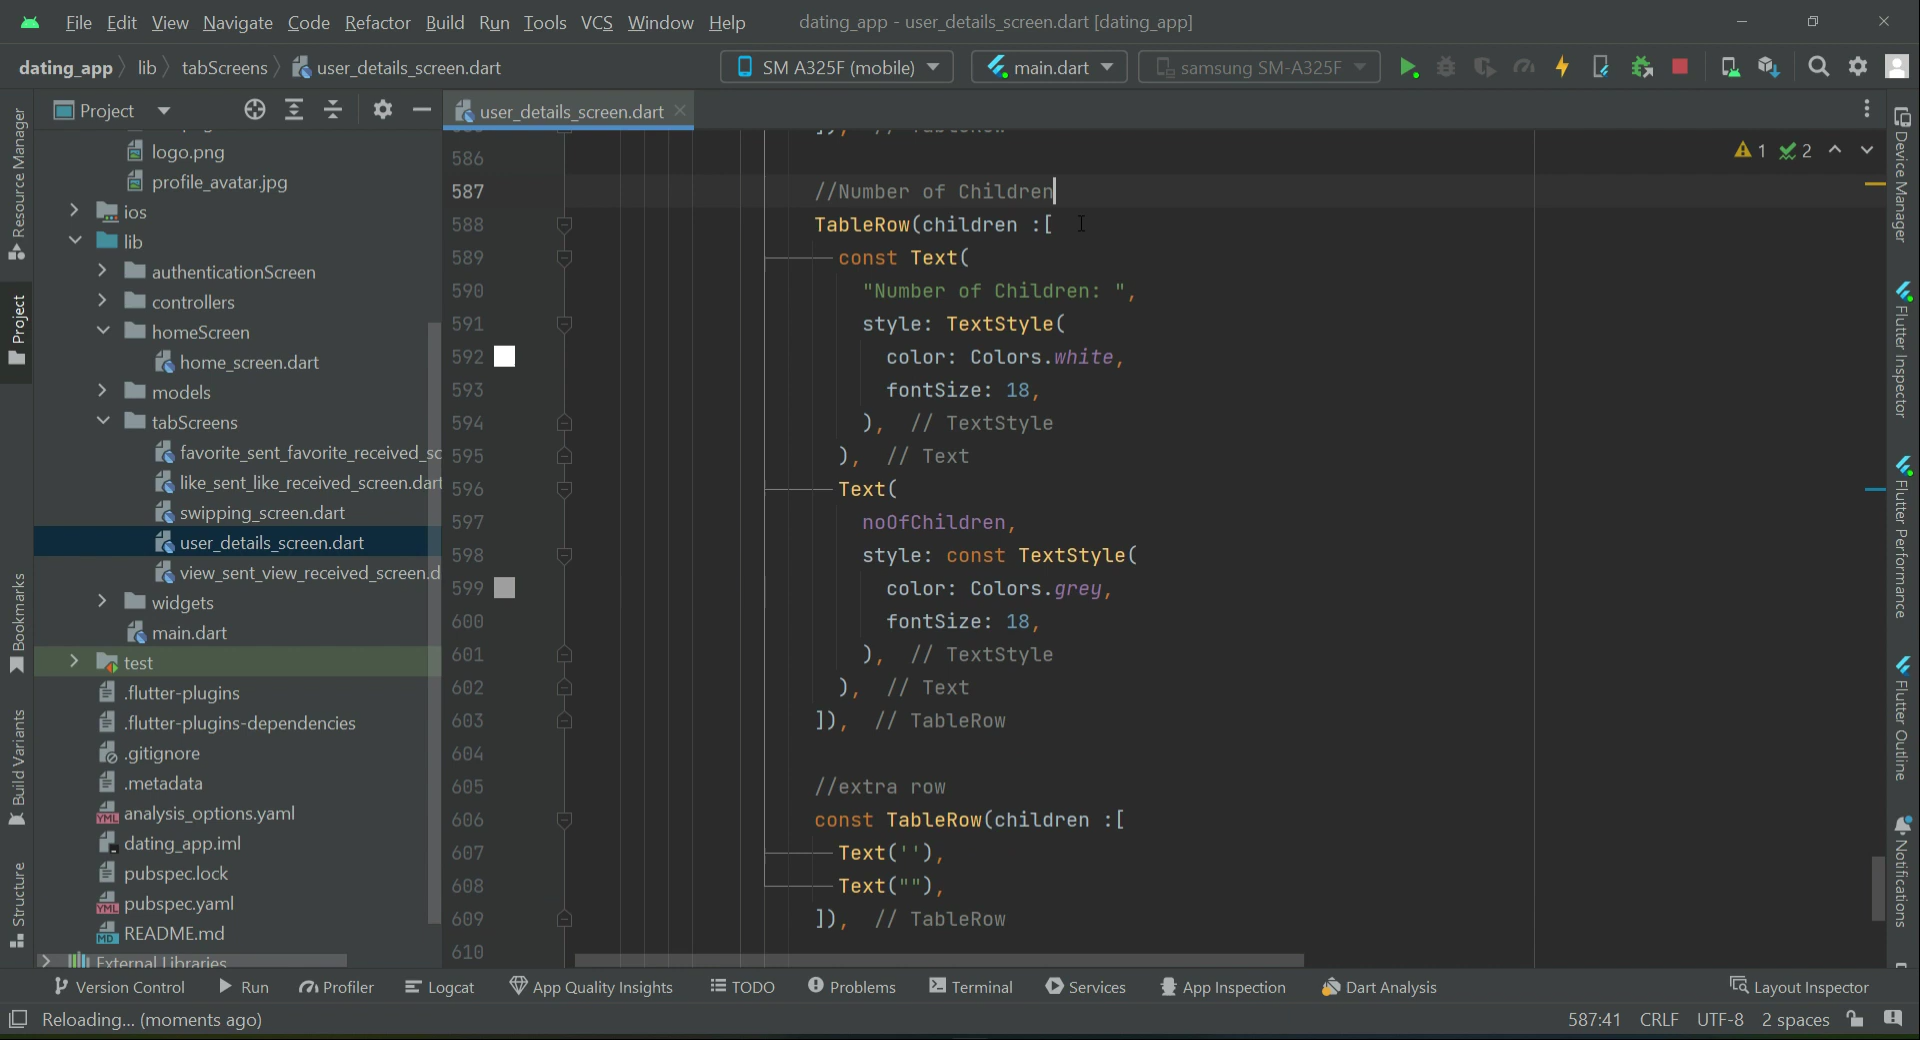 File Edit View Navigate Code Refactor Build Run Tools VCS Window Help dating_app - user_details_screen.dart [dating_app]
dating_app lib tabScreens user_details_screen.dart SM A325F (mobile) main.dart samsung SM-A325F
Project user_details_screen.dart
logo.png
profile_avatar.jpg
ios
lib
authenticationScreen
controllers
homeScreen
home_screen.dart
models
tabScreens
favorite_sent_favorite_received_sc
like_sent_like_received_screen.dart
swipping_screen.dart
user_details_screen.dart
view_sent_view_received_screen.d
widgets
main.dart
test
.flutter-plugins
.flutter-plugins-dependencies
.gitignore
.metadata
analysis_options.yaml
dating_app.iml
pubspec.lock
pubspec.yaml
README.md
External Libraries
Resource Manager
Project
Bookmarks
Build Variants
Structure
1 2
586
587 //Number of Children
588 TableRow(children :[
589 const Text(
590 "Number of Children: ",
591 style: TextStyle(
592 color: Colors.white,
593 fontSize: 18,
594 ), // TextStyle
595 ), // Text
596 Text(
597 noOfChildren,
598 style: const TextStyle(
599 color: Colors.grey,
600 fontSize: 18,
601 ), // TextStyle
602 ), // Text
603 ]), // TableRow
604
605 //extra row
606 const TableRow(children :[
607 Text(''),
608 Text(""),
609 ]), // TableRow
610
Device Manager
Flutter Inspector
Flutter Performance
Flutter Outline
Notifications
Version Control Run Profiler Logcat App Quality Insights TODO Problems Terminal Services App Inspection Dart Analysis Layout Inspector
Reloading... (moments ago) 587:41 CRLF UTF-8 2 spaces